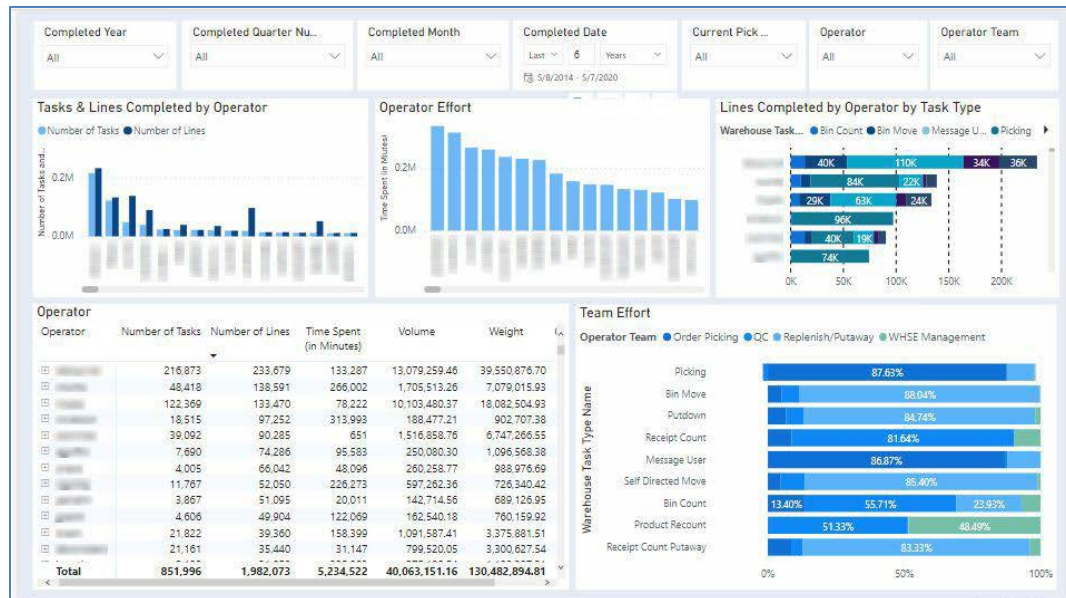 Completed Year
Completed Quarter Nu...
Completed Month
Completed Date
Current Pick ...
Operator
Operator Team
All
All
All
Last 6 Years
All
All
All
5/8/2014 - 5/7/2020
Tasks & Lines Completed by Operator
Number of Tasks Number of Lines
Number of Tasks and...
0.2M
0.0M
Operator Effort
Time Spent (in Mintues)
0.2M
0.0M
Lines Completed by Operator by Task Type
Warehouse Task... Bin Count Bin Move Message U... Picking
40K 110K 34K 36K
84K 22K
29K 63K 24K
96K
40K 19K
74K
0K 50K 100K 150K 200K
Operator
Operator Number of Tasks Number of Lines Time Spent (in Minutes) Volume Weight
216,873 233,679 133,287 13,079,259.46 39,550,876.70
48,418 138,591 266,002 1,705,513.26 7,079,015.93
122,369 133,470 78,222 10,103,480.37 18,082,504.93
18,515 97,252 313,993 188,477.21 902,707.38
39,092 90,285 651 1,516,858.76 6,747,266.55
7,690 74,286 95,583 250,080.30 1,096,568.38
4,005 66,042 48,096 260,258.77 988,976.69
11,767 52,050 226,273 597,262.36 726,340.42
3,867 51,095 20,011 142,714.56 689,126.95
4,606 49,904 122,069 162,540.18 760,159.92
21,822 39,360 158,399 1,091,587.41 3,375,881.51
21,161 35,440 31,147 799,520.05 3,300,627.54
Total 851,996 1,982,073 5,234,522 40,063,151.16 130,482,894.81
Team Effort
Operator Team Order Picking QC Replenish/Putaway WHSE Management
Warehouse Task Type Name
Picking 87.63%
Bin Move 88.04%
Putdown 84.74%
Receipt Count 81.64%
Message User 86.87%
Self Directed Move 85.40%
Bin Count 13.40% 55.71% 23.93%
Product Recount 51.33% 48.49%
Receipt Count Putaway 83.33%
0% 50% 100%